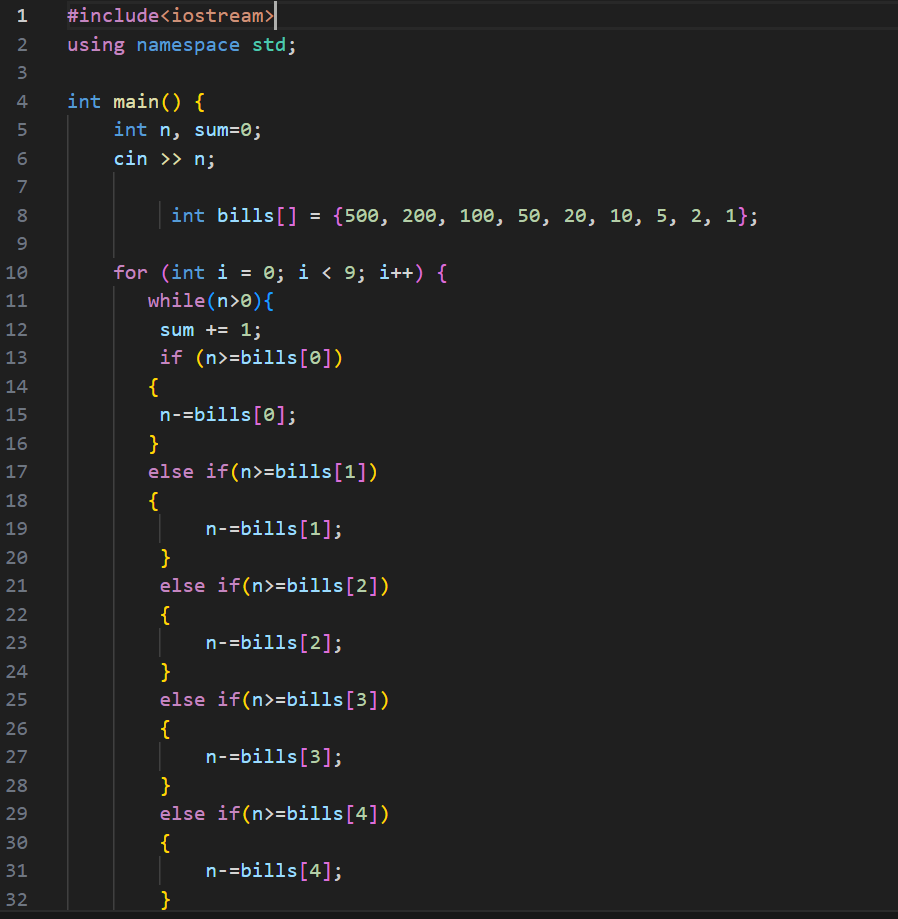 1 #include<iostream>
2 using namespace std;
3
4 int main() {
5 int n, sum=0;
6 cin >> n;
7
8 int bills[] = {500, 200, 100, 50, 20, 10, 5, 2, 1};
9
10 for (int i = 0; i < 9; i++) {
11 while(n>0){
12 sum += 1;
13 if (n>=bills[0])
14 {
15 n-=bills[0];
16 }
17 else if(n>=bills[1])
18 {
19 n-=bills[1];
20 }
21 else if(n>=bills[2])
22 {
23 n-=bills[2];
24 }
25 else if(n>=bills[3])
26 {
27 n-=bills[3];
28 }
29 else if(n>=bills[4])
30 {
31 n-=bills[4];
32 }